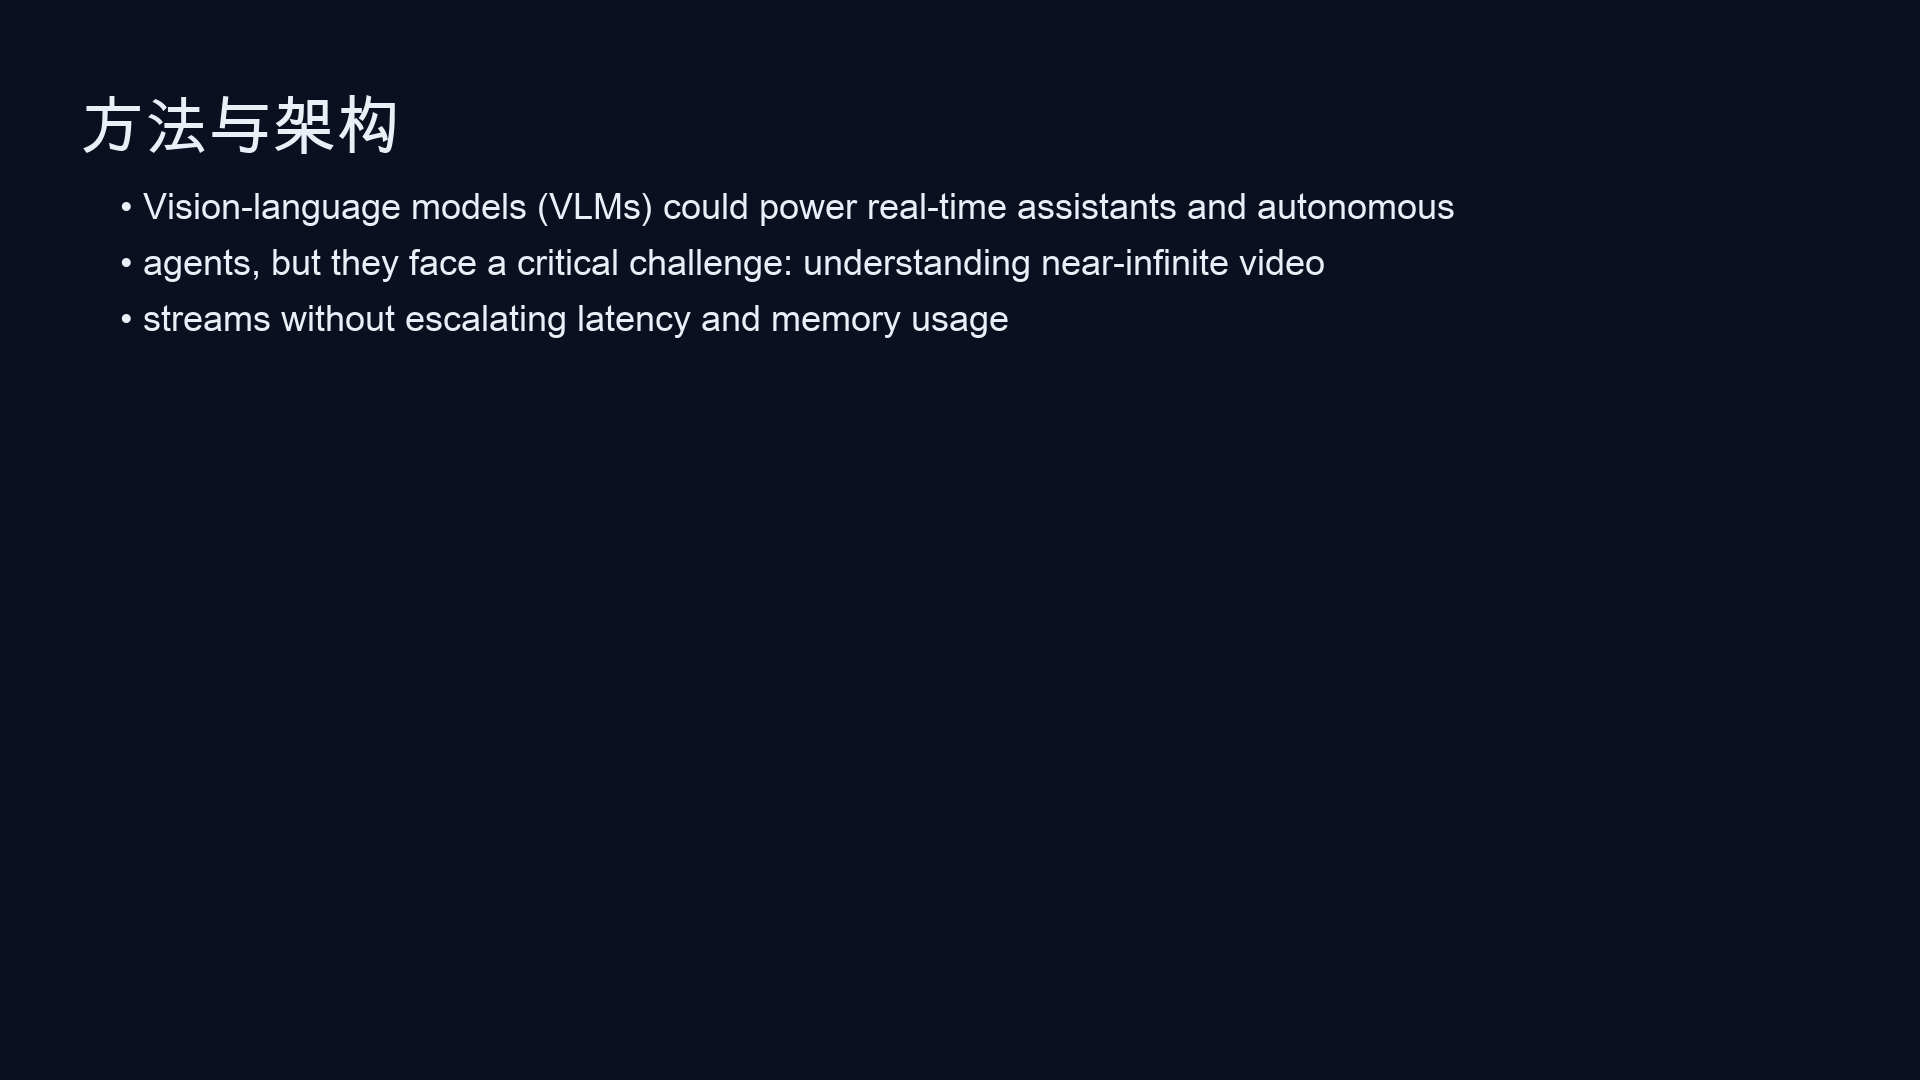 方法与架构
• Vision-language models (VLMs) could power real-time assistants and autonomous
• agents, but they face a critical challenge: understanding near-infinite video
• streams without escalating latency and memory usage